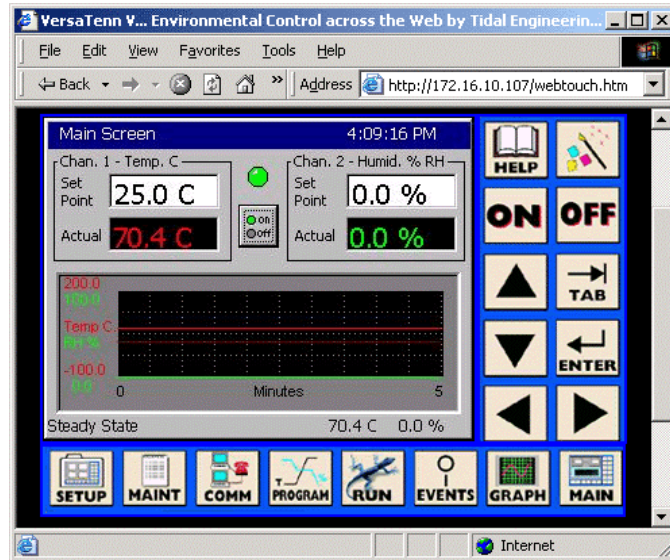 VersaTenn V... Environmental Control across the Web by Tidal Engineerin...
File Edit View Favorites Tools Help
Back » Address http://172.16.10.107/webtouch.htm
Main Screen 4:09:16 PM
Chan. 1 - Temp. C
Set Point 25.0 C
Actual 70.4 C
on
off
Chan. 2 - Humid. % RH
Set Point 0.0 %
Actual 0.0 %
200.0
100.0
Temp C.
RH %
-100.0
0.0
0 Minutes 5
Steady State 70.4 C 0.0 %
HELP
ON OFF
TAB
ENTER
SETUP MAINT COMM PROGRAM RUN EVENTS GRAPH MAIN
Internet